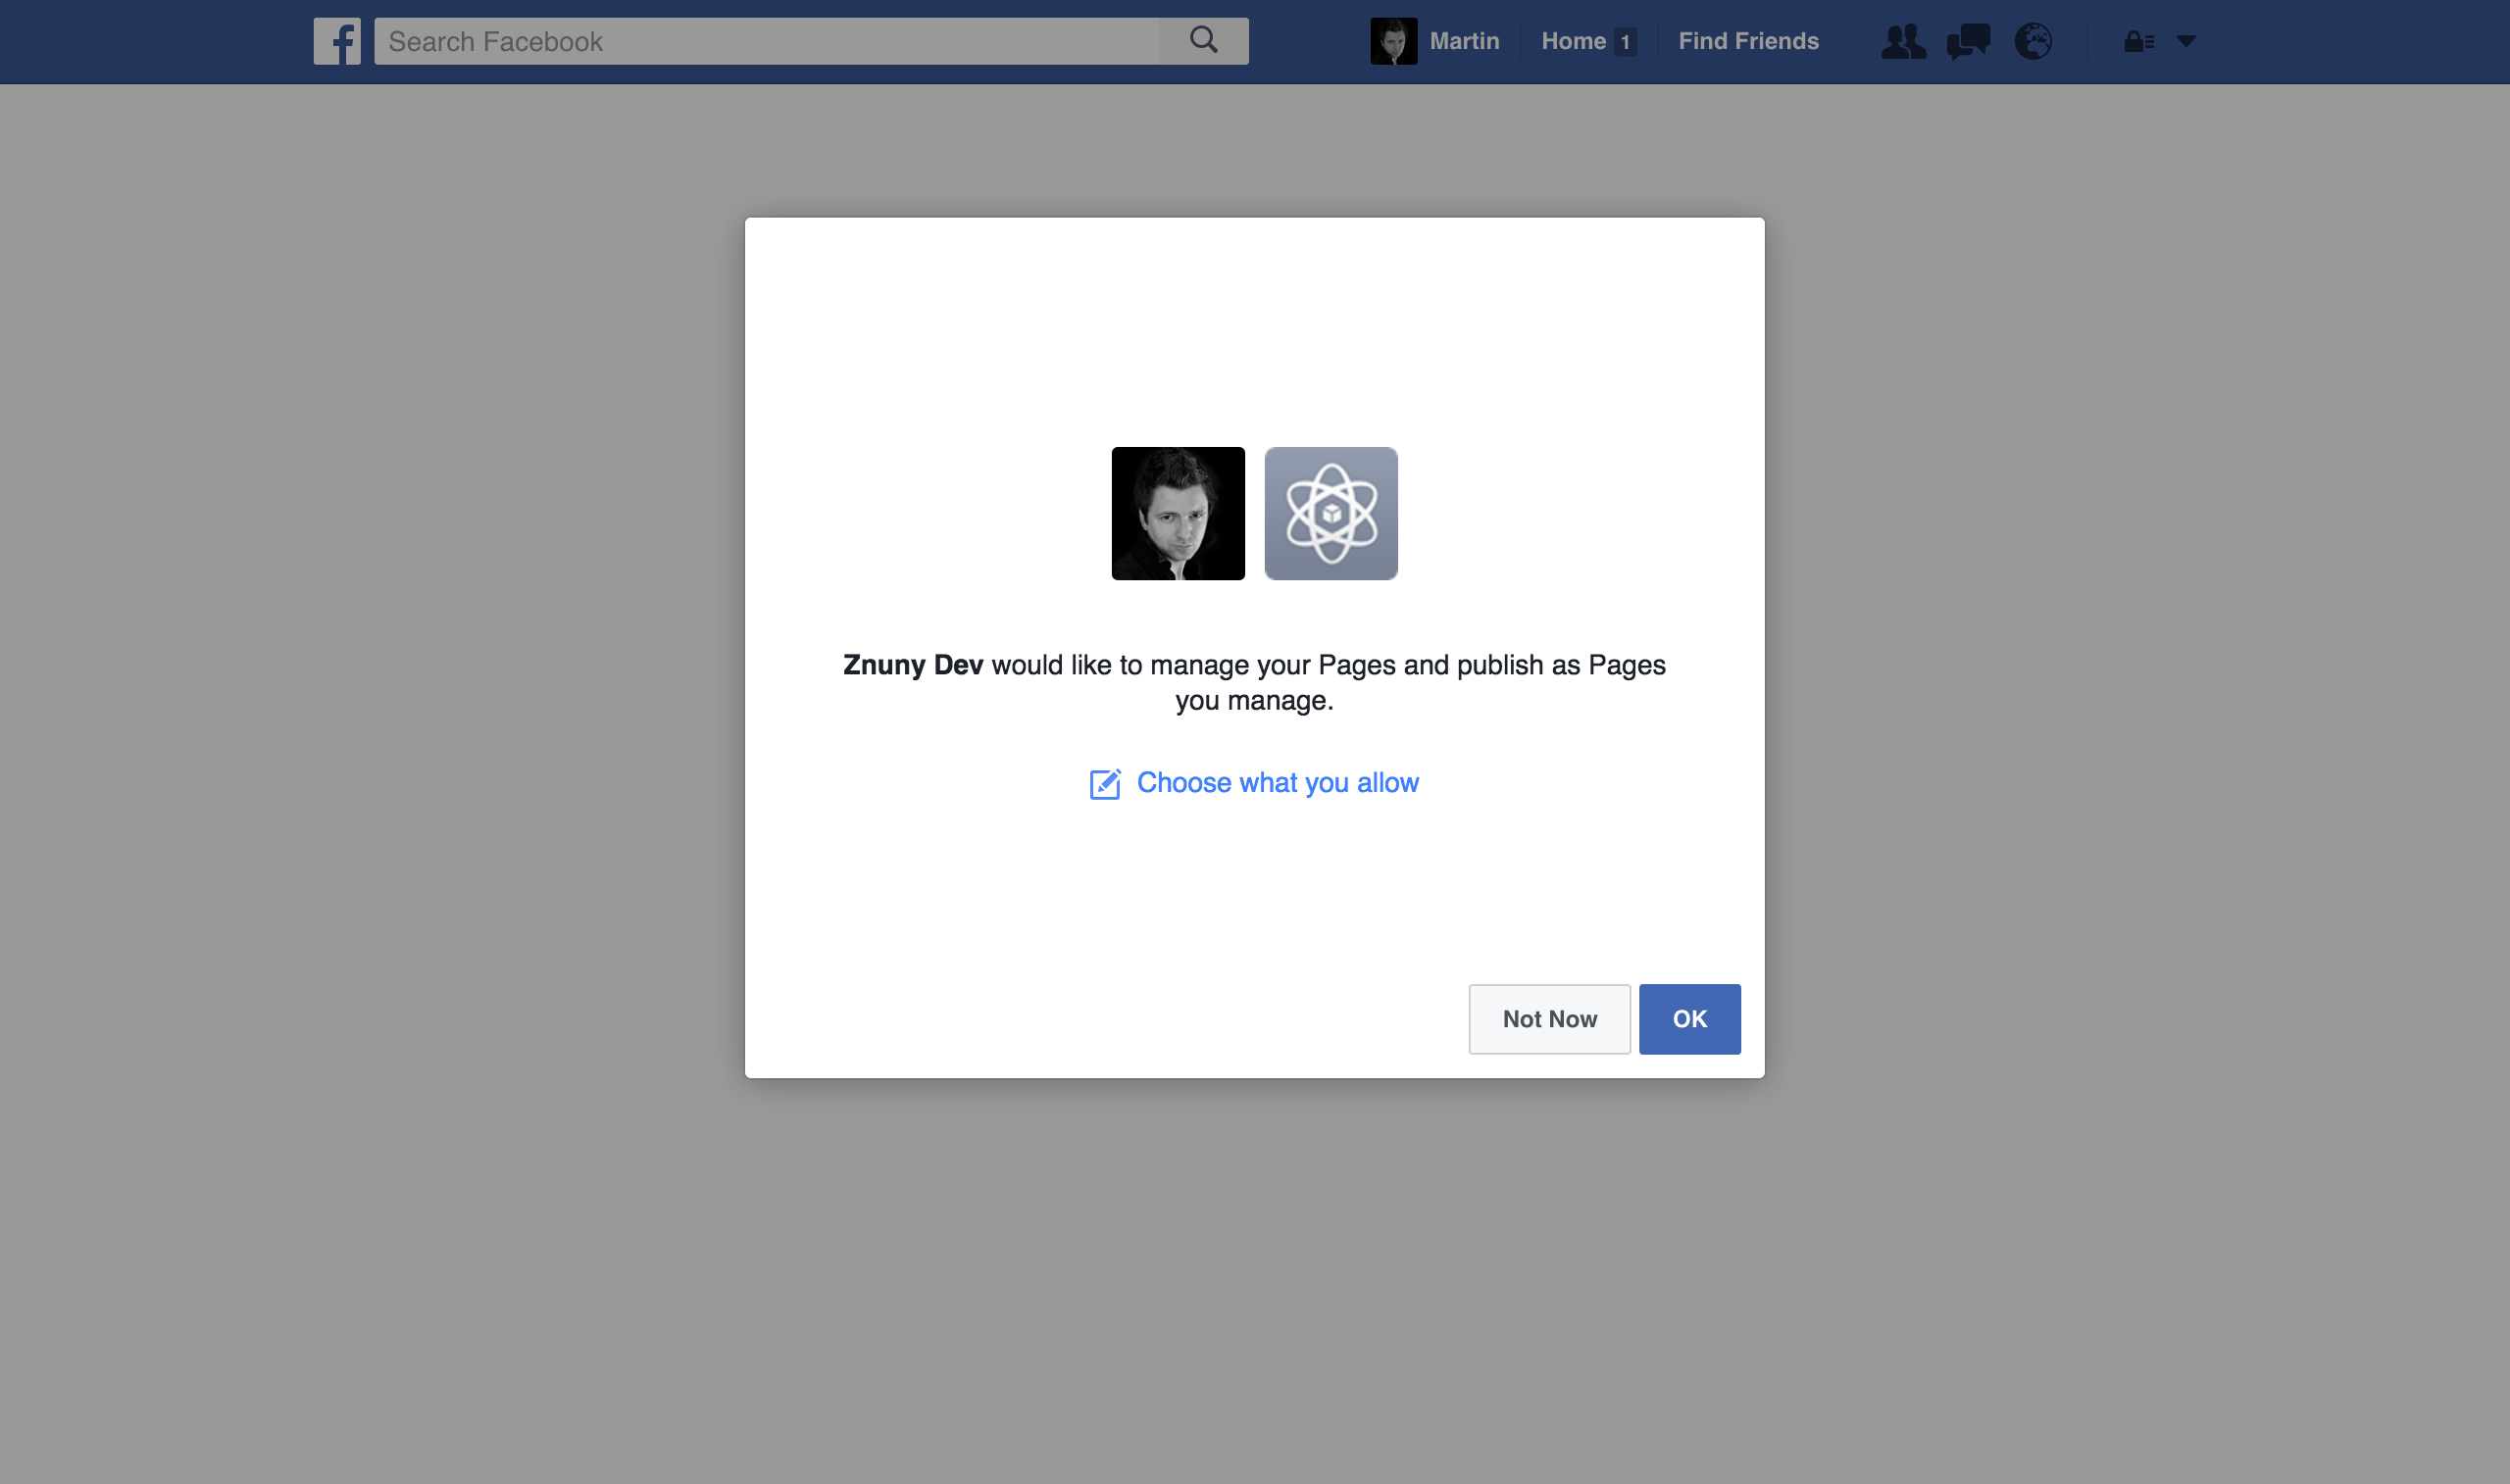 Search Facebook
Martin
Home 1
Find Friends
Znuny Dev would like to manage your Pages and publish as Pages
you manage.
Choose what you allow
Not Now
OK